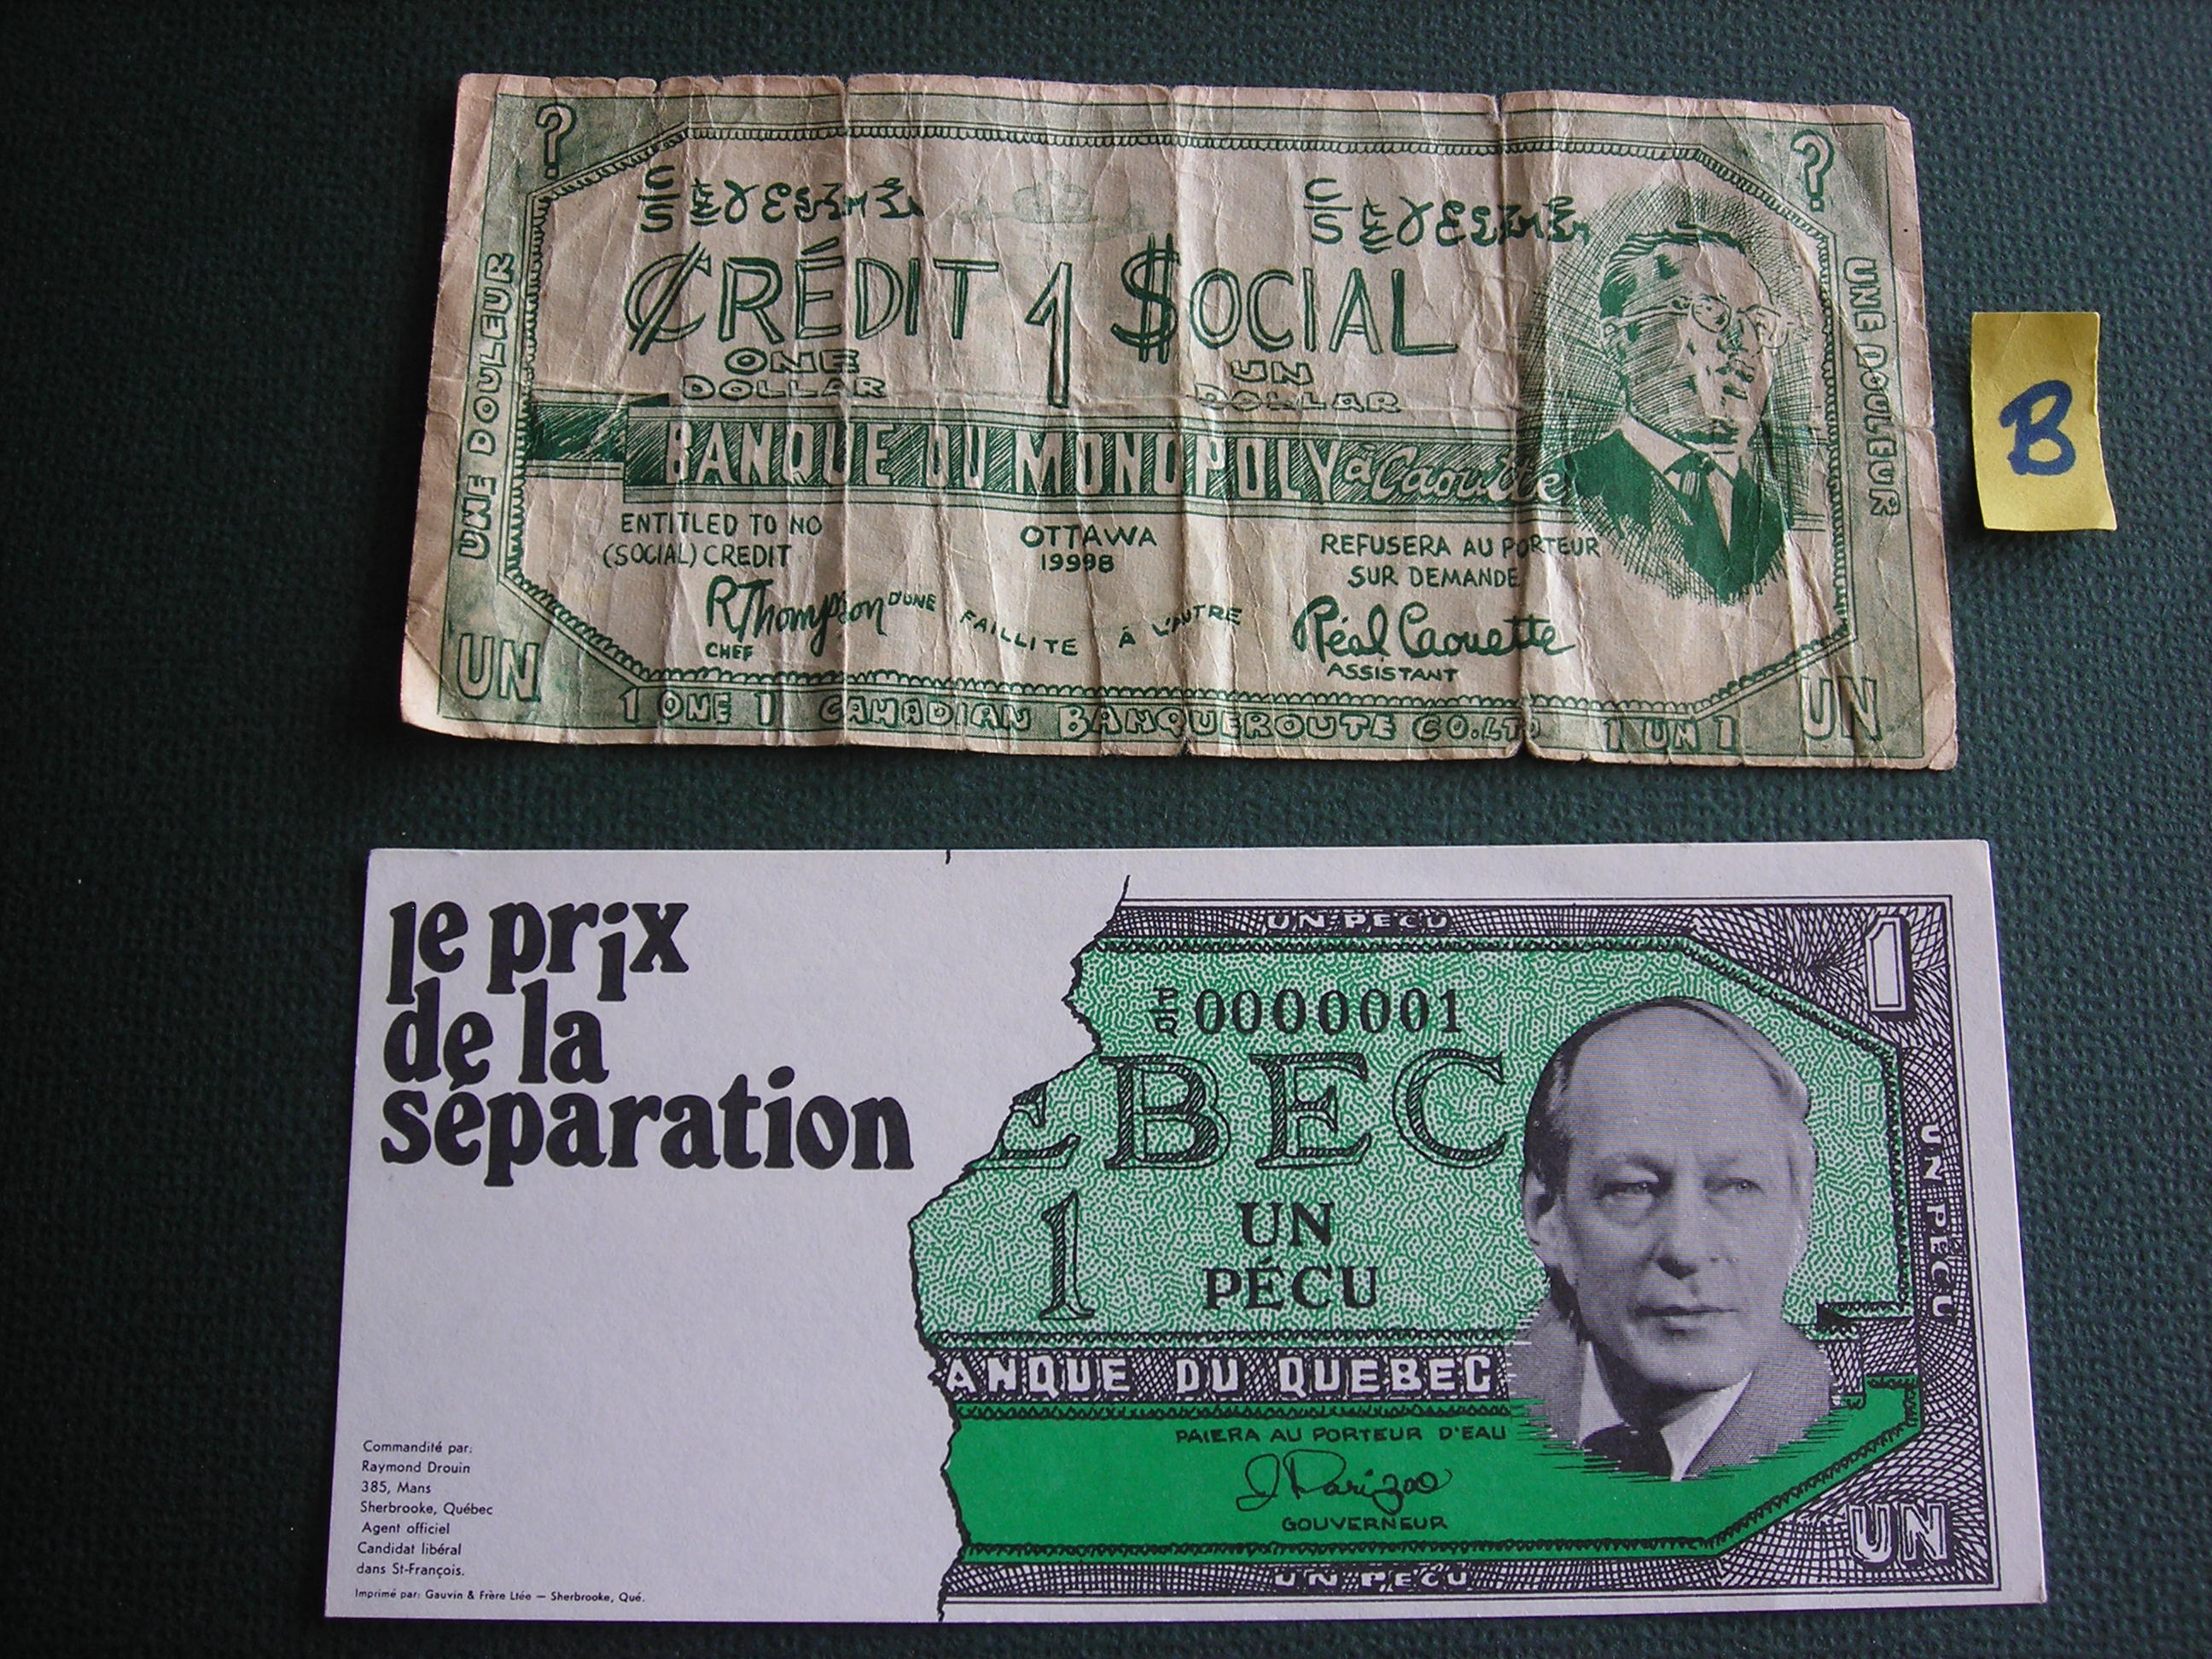 ?
?
C/S
C/S
CRÉDIT 1 $OCIAL
ONE
DOLLAR
UN
DOLLAR
BANQUE DU MONOPOLY à Caouette
ENTITLED TO NO
(SOCIAL) CREDIT
OTTAWA
19998
REFUSERA AU PORTEUR
SUR DEMANDE
R Thompson
CHEF
D'UNE FAILLITE À L'AUTRE
Réal Caouette
ASSISTANT
UNE DOULEUR
UNE DOULEUR
UN
UN
1 ONE 1 CANADIAN BANQUEROUTE CO. LTD 1 UN 1
B
le prix
de la
séparation
Commandité par:
Raymond Drouin
385, Mans
Sherbrooke, Québec
Agent officiel
Candidat libéral
dans St-François.
Imprimé par: Gauvin & Frère Ltée — Sherbrooke, Qué.
UN PECU
1
0000001
EBEC
1
UN
PÉCU
ANQUE DU QUEBEC
PAIERA AU PORTEUR D'EAU
J Parizeau
GOUVERNEUR
UN PECU
UN PECU
UN